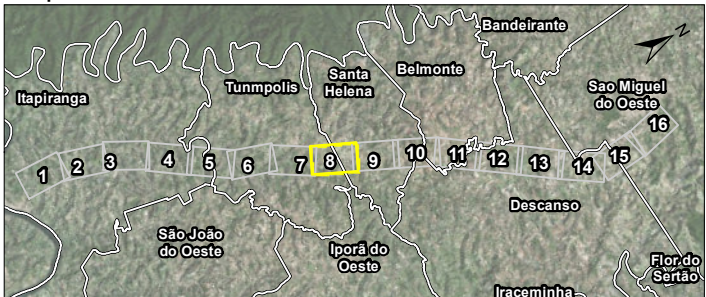 Bandeirante
N
Belmonte
Santa
Helena
Tunmpolis
Itapiranga
Sao Miguel
do Oeste
1
2
3
4
5
6
7
8
9
10
11
12
13
14
15
16
Descanso
São João
do Oeste
Iporã do
Oeste
Flor do
Sertão
Iraceminha